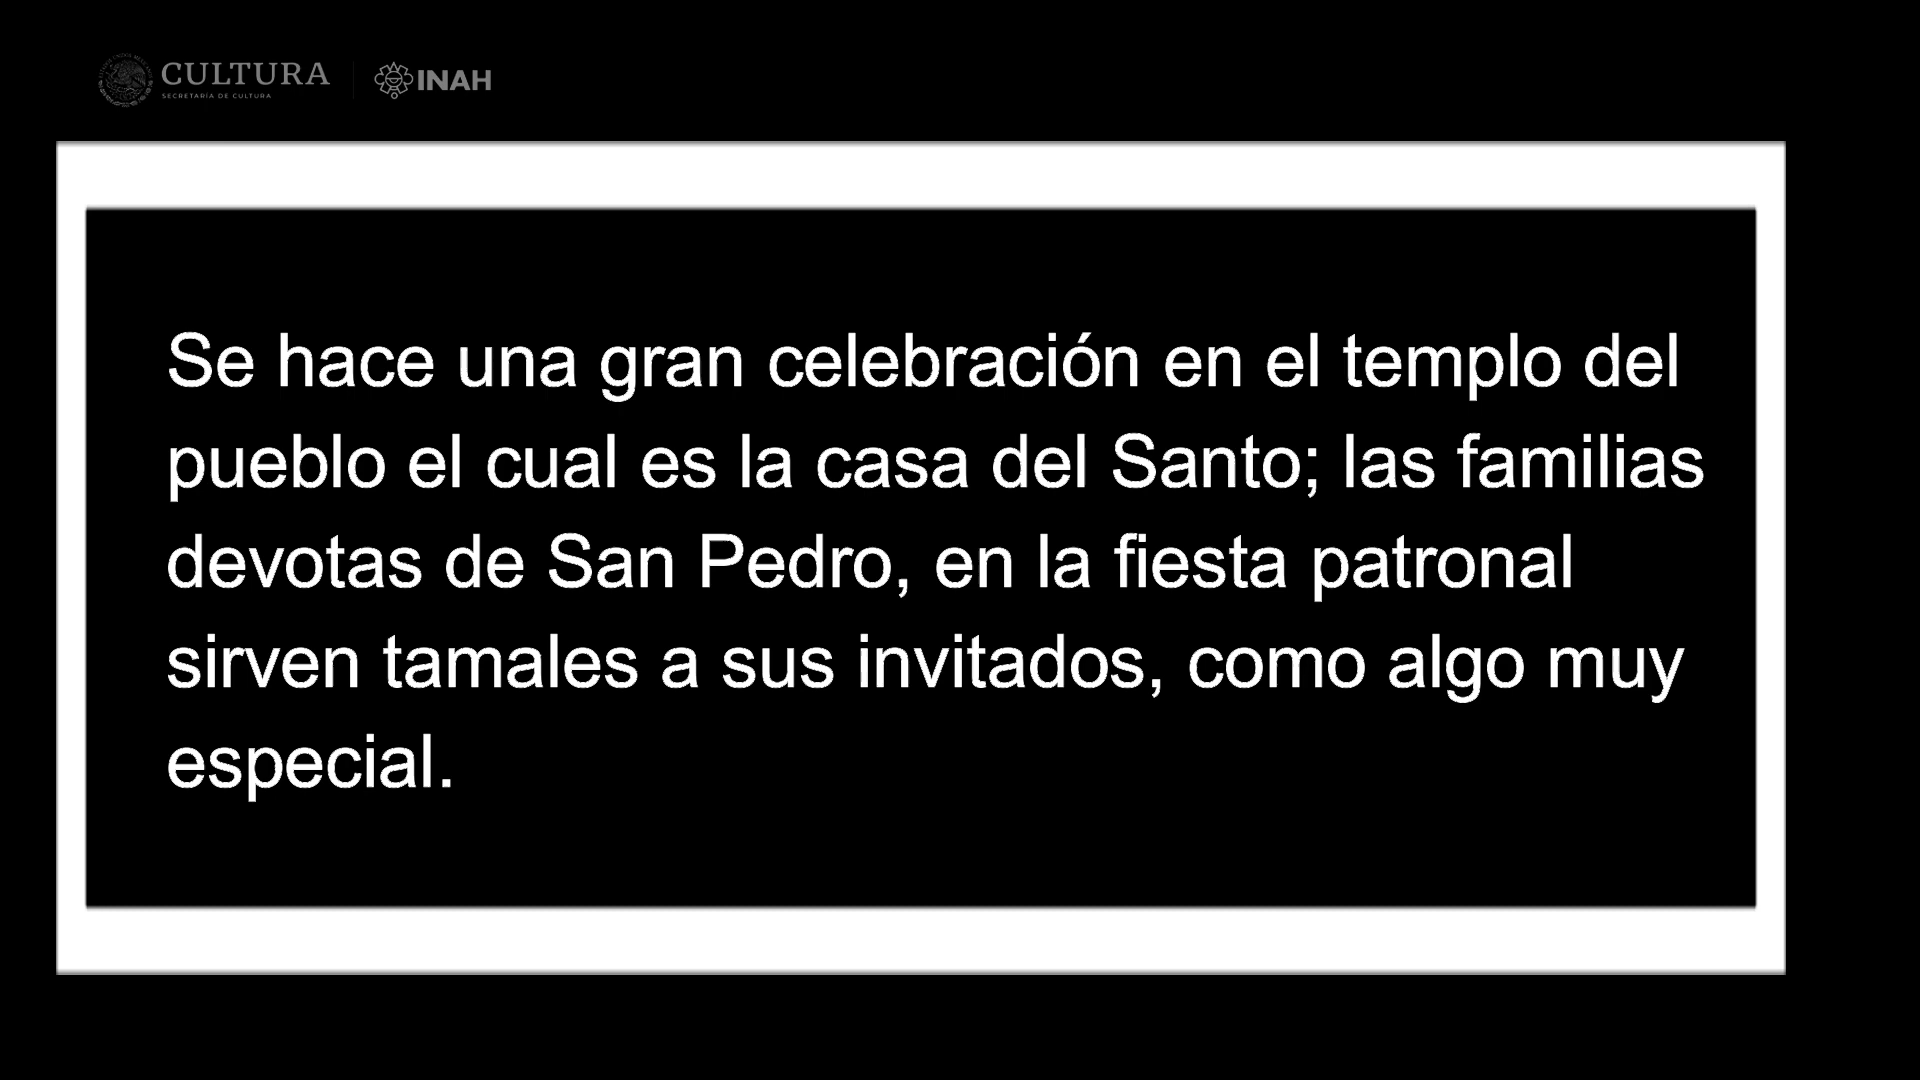 CULTURA
SECRETARÍA DE CULTURA
INAH
Se hace una gran celebración en el templo del
pueblo el cual es la casa del Santo; las familias
devotas de San Pedro, en la fiesta patronal
sirven tamales a sus invitados, como algo muy
especial.